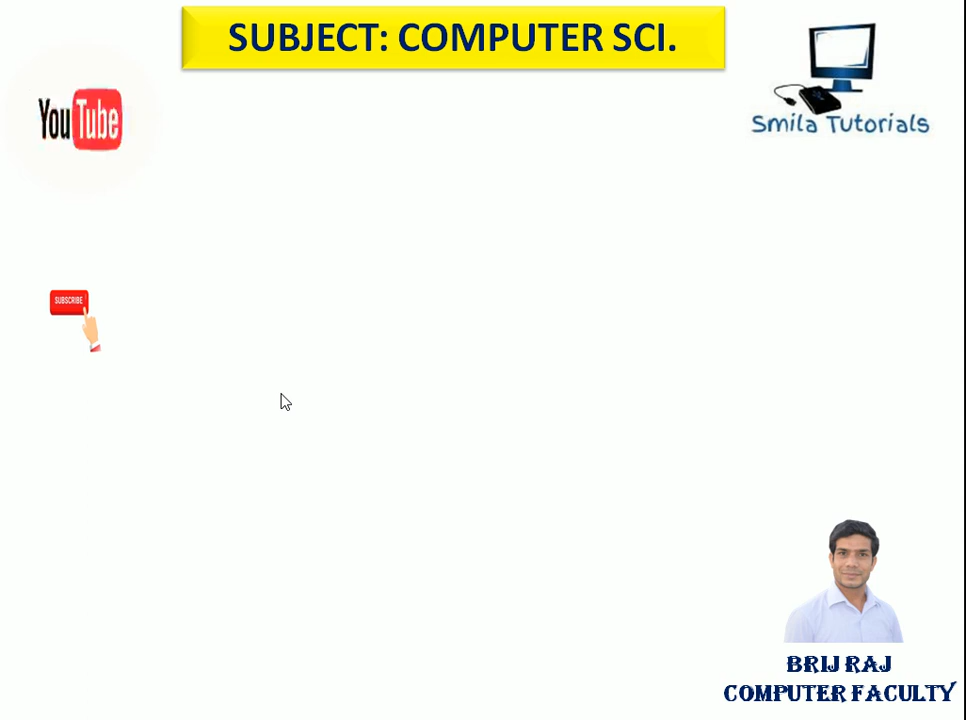 SUBJECT: COMPUTER SCI.
YouTube
Smila Tutorials
SUBSCRIBE
BRIJ RAJ
COMPUTER FACULTY